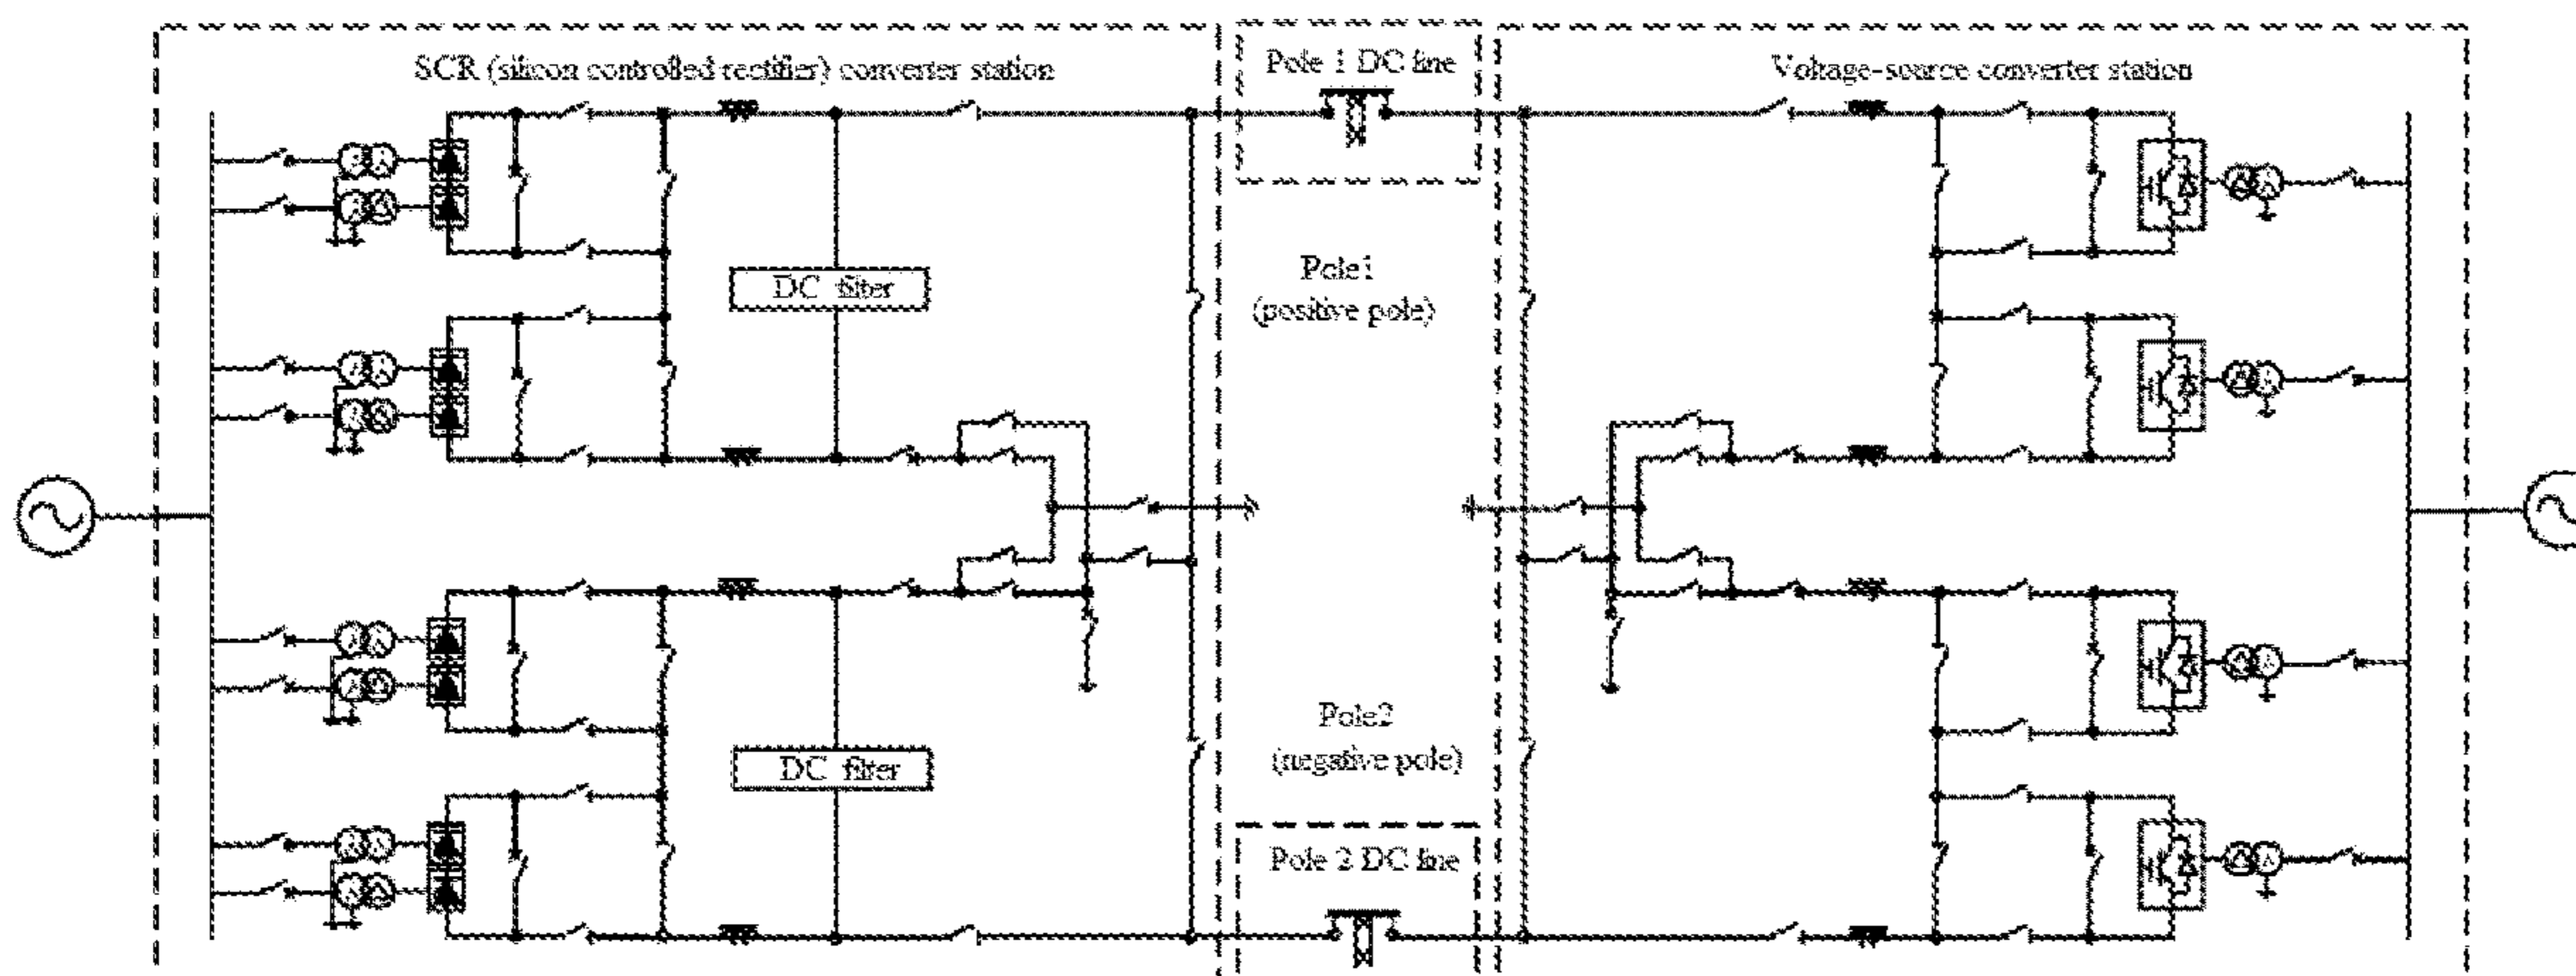 SCR (silicon controlled rectifier) converter station
Pole 1 DC line
Voltage-source converter station
DC filter
Pole1
(positive pole)
Pole2
(negative pole)
DC filter
Pole 2 DC line